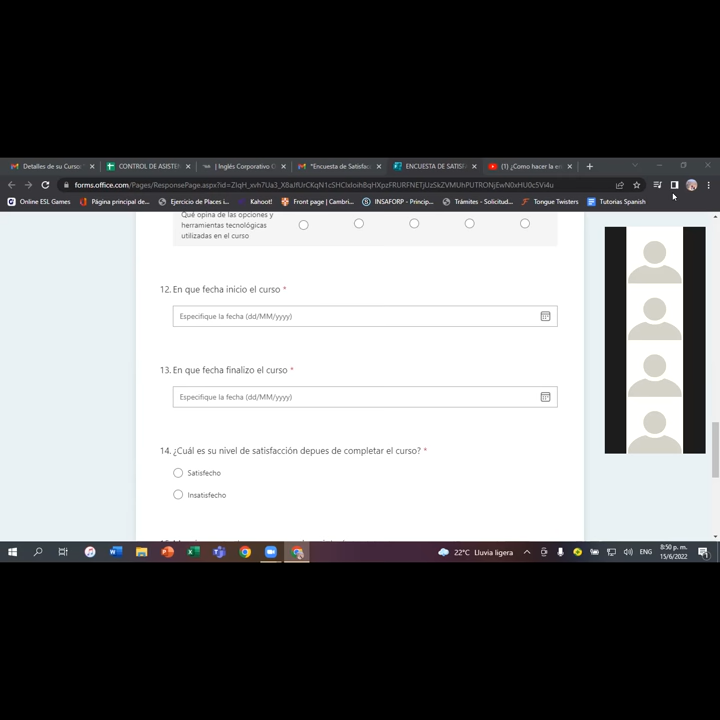 Detalles de su Curso:
CONTROL DE ASISTE
| Inglés Corporativo C
*Encuesta de Satisfac
ENCUESTA DE SATISF
(1) ¿Como hacer la en
forms.office.com/Pages/ResponsePage.aspx?id=
Online ESL Games
Página principal de...
Ejercicio de Places i...
Kahoot!
Front page | Cambri...
INSAFORP - Princip...
Trámites - Solicitud...
Tongue Twisters
Tutorias Spanish
Qué opina de las opciones y
herramientas tecnológicas
utilizadas en el curso
12. En que fecha inicio el curso *
Especifique la fecha (dd/MM/yyyy)
13. En que fecha finalizo el curso *
Especifique la fecha (dd/MM/yyyy)
14. ¿Cuál es su nivel de satisfacción depues de completar el curso? *
Satisfecho
Insatisfecho
22°C Lluvia ligera
ENG
8:50 p. m.
15/6/2022